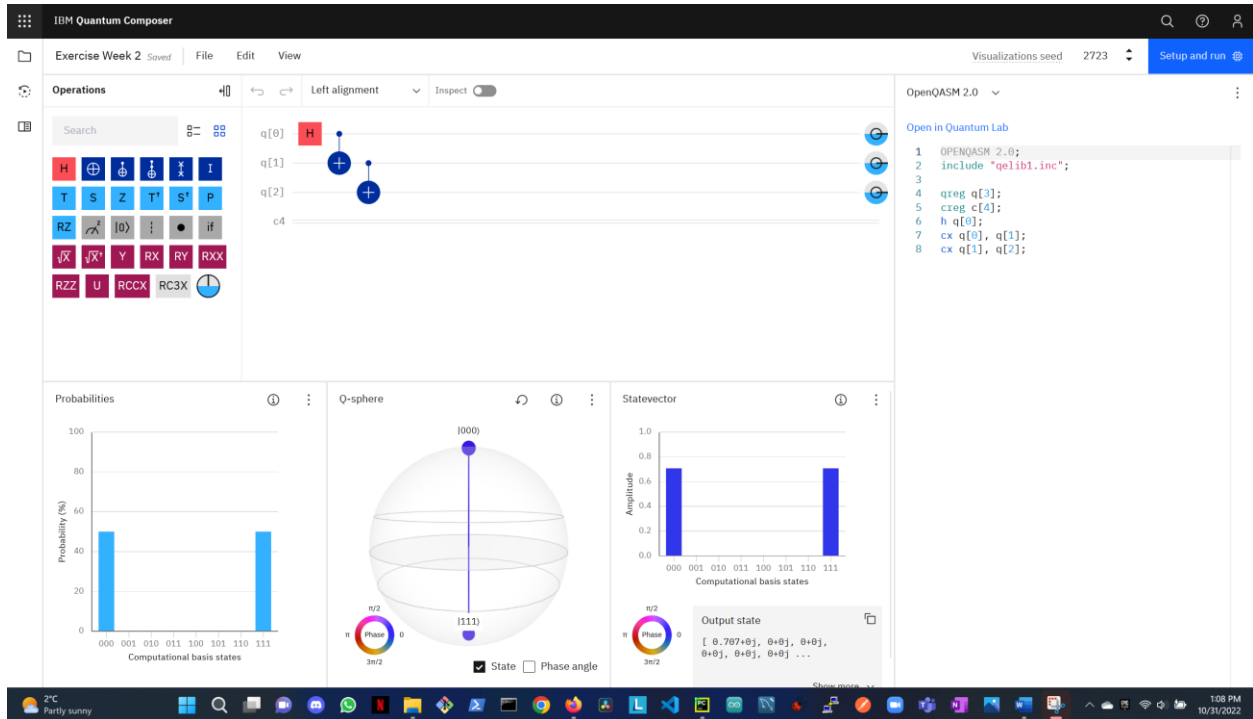 IBM Quantum Composer
Exercise Week 2 Saved File Edit View
Visualizations seed 2723 Setup and run
Operations
Left alignment Inspect
Search
H I
T S Z T† S† P
RZ z |0⟩ if
√X √X† Y RX RY RXX
RZZ U RCCX RC3X
q[0] H
q[1]
q[2]
c4
OpenQASM 2.0
Open in Quantum Lab
1 OPENQASM 2.0;
2 include "qelib1.inc";
3
4 qreg q[3];
5 creg c[4];
6 h q[0];
7 cx q[0], q[1];
8 cx q[1], q[2];
Probabilities
100
80
60
40
20
0
Probability (%)
000 001 010 011 100 101 110 111
Computational basis states
Q-sphere
|000⟩
|111⟩
π/2
π Phase 0
3π/2
State Phase angle
Statevector
1.0
0.8
0.6
0.4
0.2
0.0
Amplitude
000 001 010 011 100 101 110 111
Computational basis states
π/2
π Phase 0
3π/2
Output state
[ 0.707+0j, 0+0j, 0+0j,
0+0j, 0+0j, 0+0j ...
Show more
2°C
Partly sunny
1:08 PM
10/31/2022